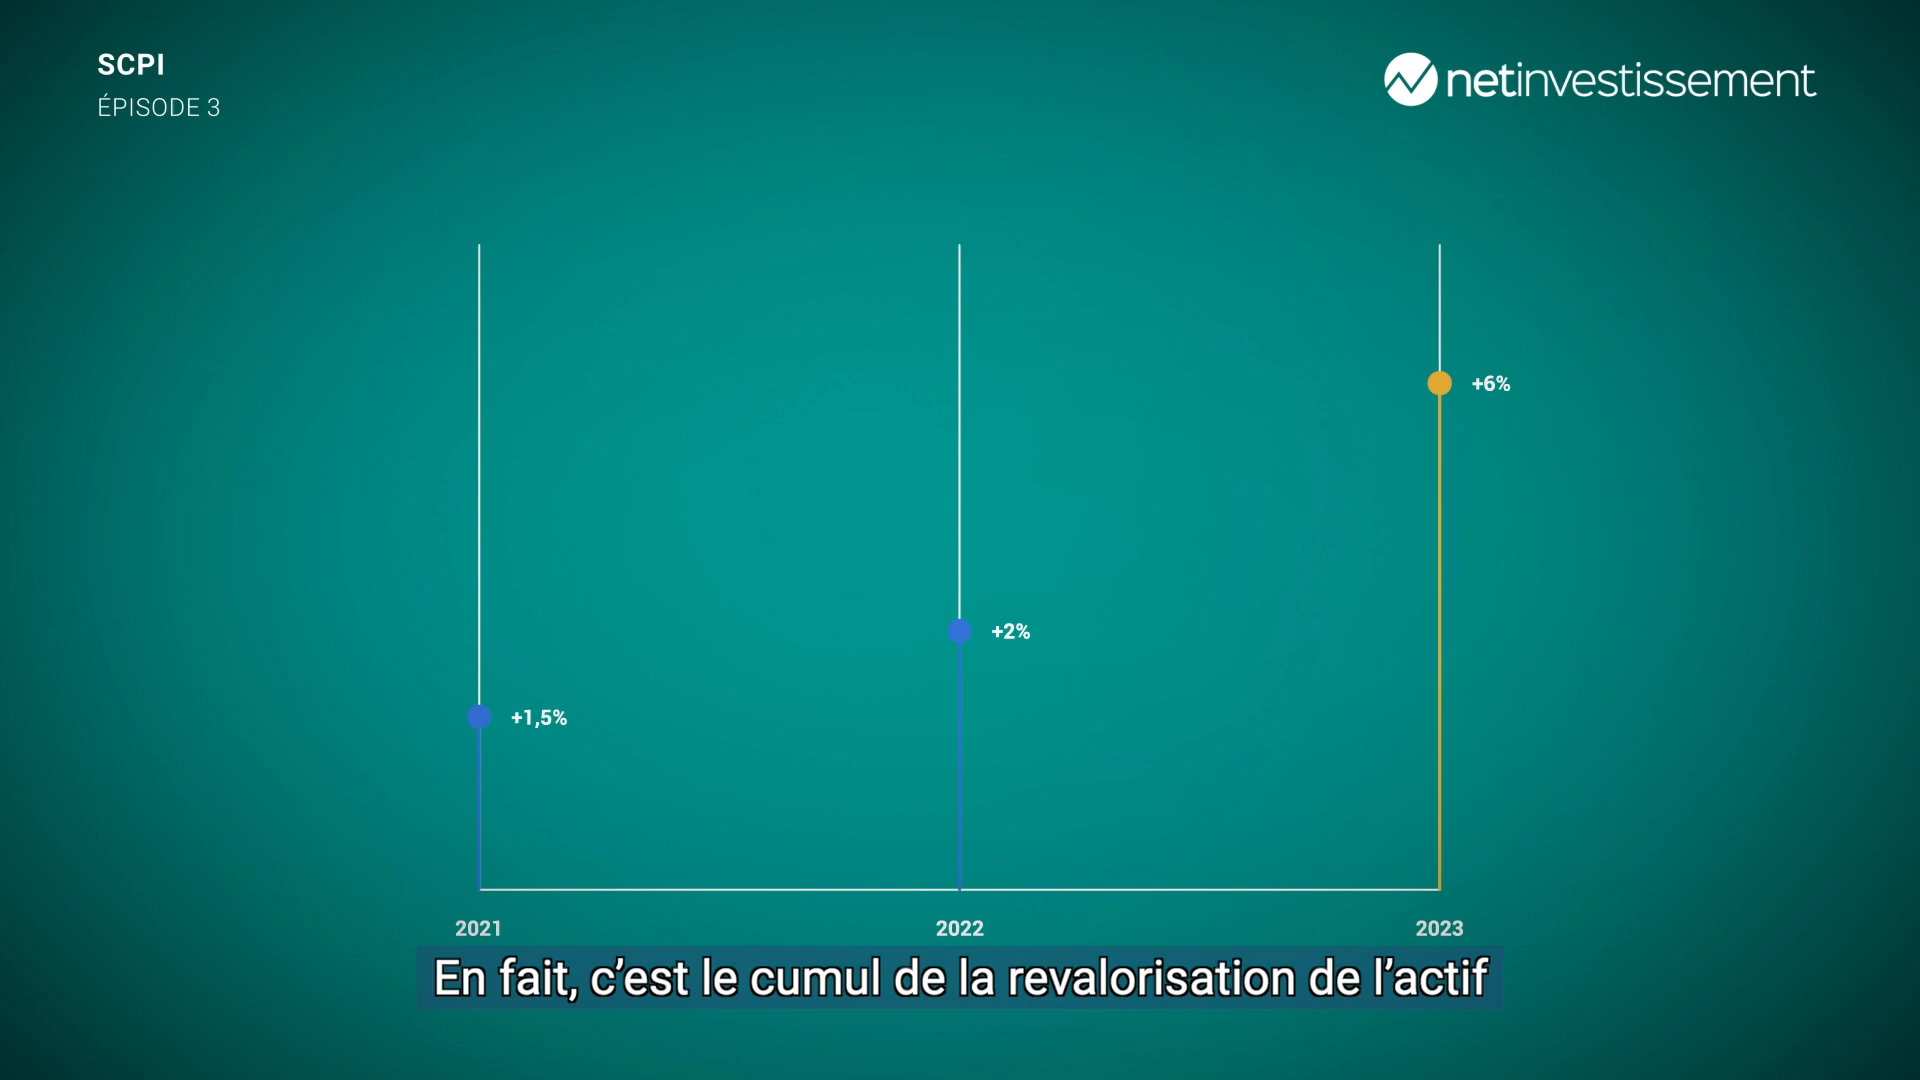 SCPI
ÉPISODE 3
netinvestissement
+6%
+2%
+1,5%
2021
2022
2023
En fait, c’est le cumul de la revalorisation de l’actif